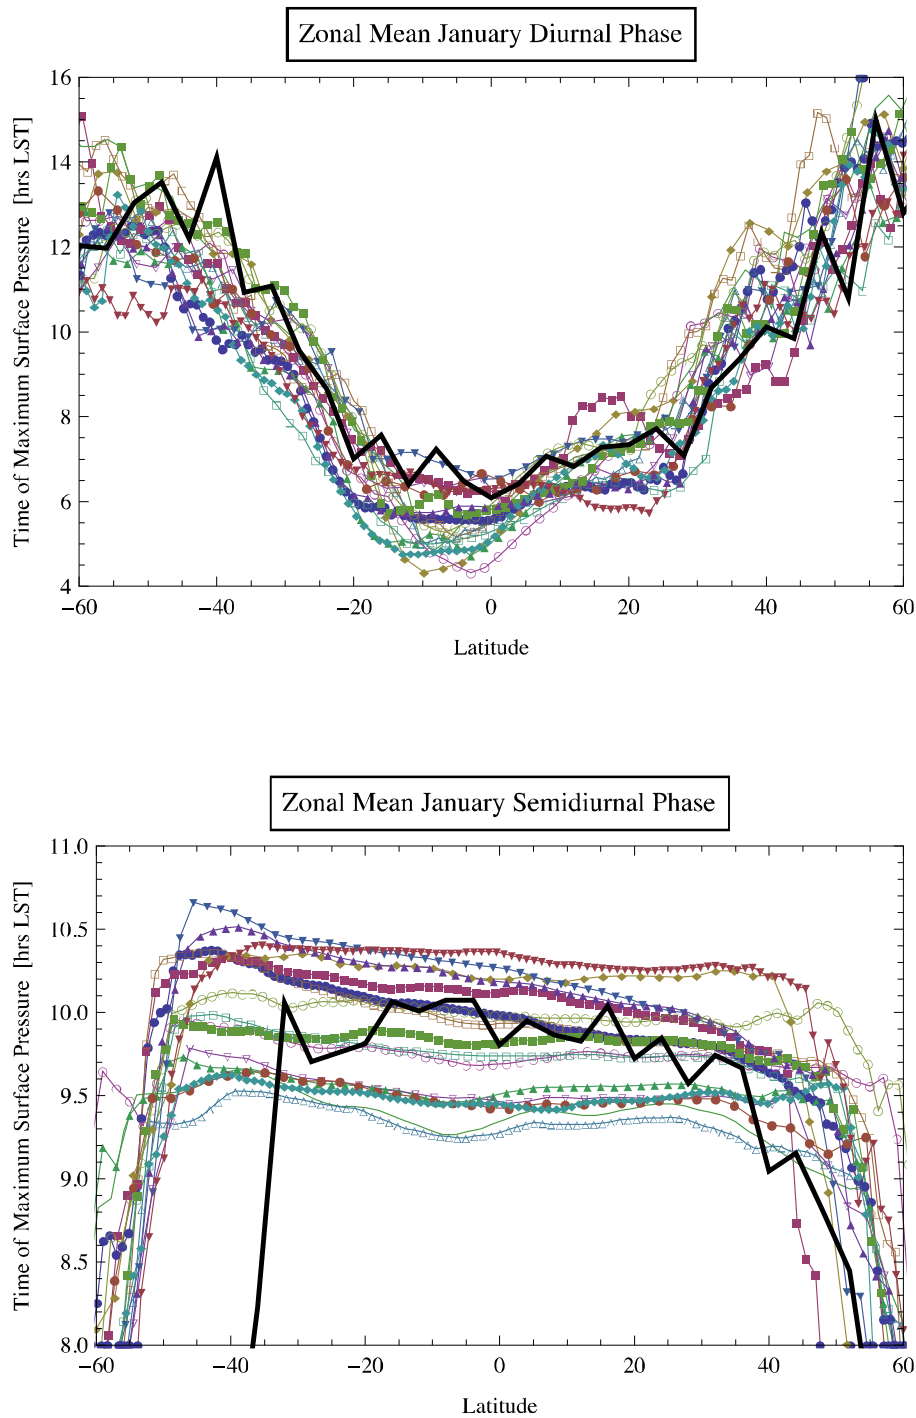 Zonal Mean January Diurnal Phase
Time of Maximum Surface Pressure [hrs LST]
16
14
12
10
8
6
4
−60 −40 −20 0 20 40 60
Latitude
Zonal Mean January Semidiurnal Phase
Time of Maximum Surface Pressure [hrs LST]
11.0
10.5
10.0
9.5
9.0
8.5
8.0
−60 −40 −20 0 20 40 60
Latitude